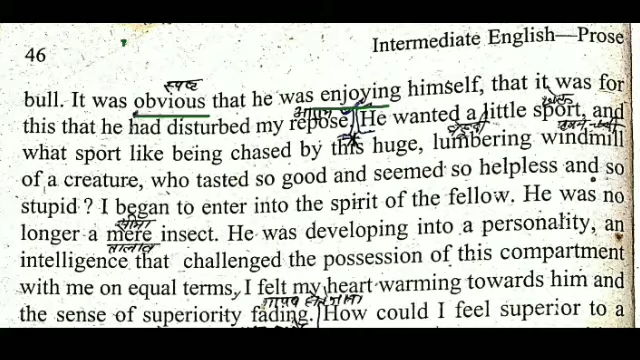 46
Intermediate English—Prose
स्पष्ट
bull. It was obvious that he was enjoying himself, that it was for
आराम खेल
this that he had disturbed my repose. He wanted a little sport, and
what sport like being chased by this huge, lumbering windmill
of a creature, who tasted so good and seemed so helpless and so
stupid ? I began to enter into the spirit of the fellow. He was no
सीमा
longer a mere insect. He was developing into a personality, an
तालाब
intelligence that challenged the possession of this compartment
with me on equal terms, I felt my heart warming towards him and
the sense of superiority fading. How could I feel superior to a